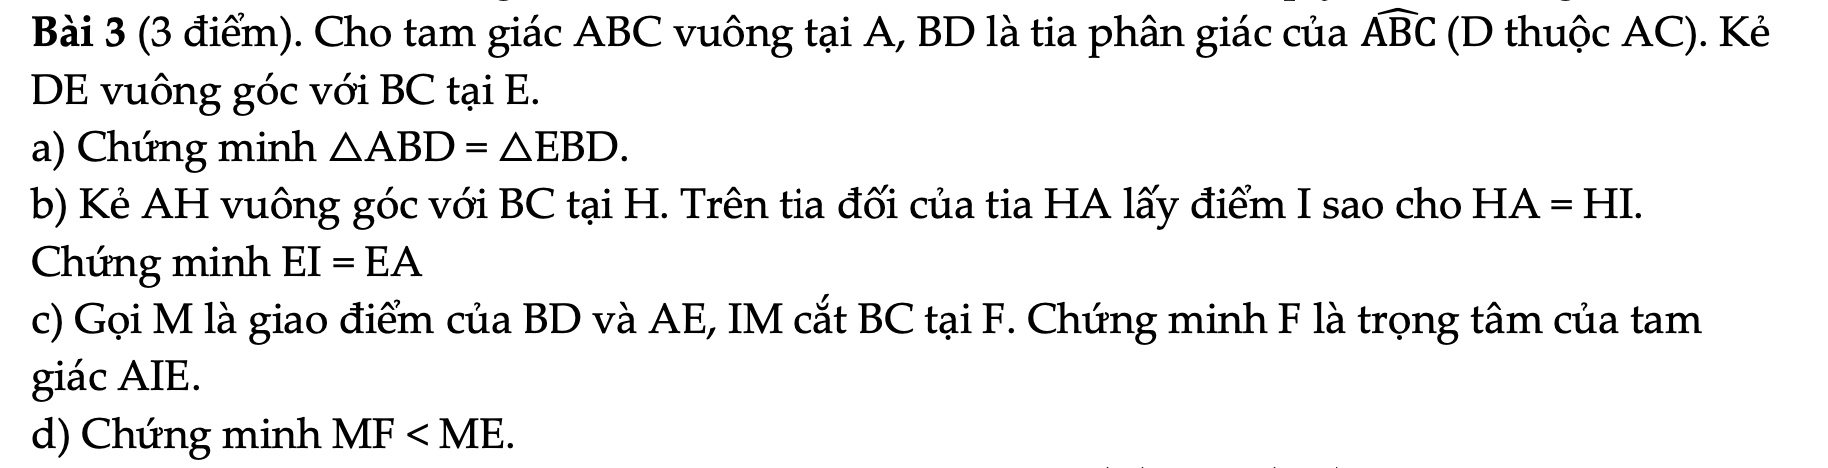 Bài 3 (3 điểm). Cho tam giác ABC vuông tại A, BD là tia phân giác của \widehat{ABC} (D thuộc AC). Kẻ
DE vuông góc với BC tại E.
a) Chứng minh △ABD = △EBD.
b) Kẻ AH vuông góc với BC tại H. Trên tia đối của tia HA lấy điểm I sao cho HA = HI.
Chứng minh EI = EA
c) Gọi M là giao điểm của BD và AE, IM cắt BC tại F. Chứng minh F là trọng tâm của tam
giác AIE.
d) Chứng minh MF < ME.